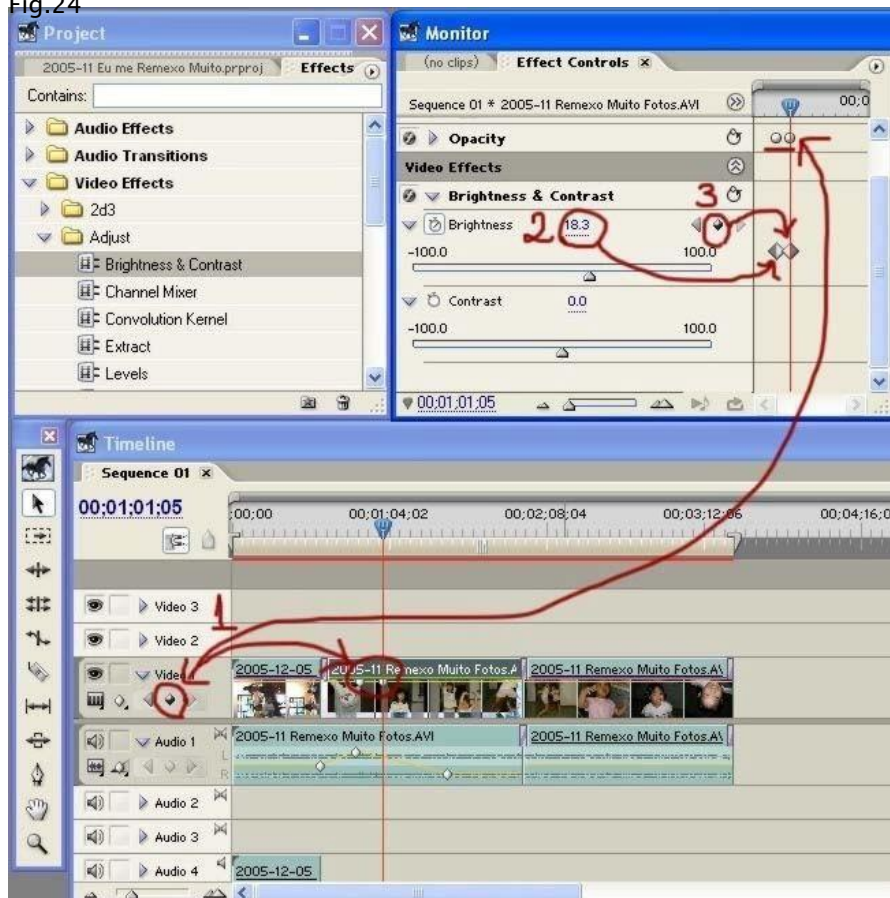 Fig.24
Project
2005-11 Eu me Remexo Muito.prproj
Effects
Contains:
Audio Effects
Audio Transitions
Video Effects
2d3
Adjust
Brightness & Contrast
Channel Mixer
Convolution Kernel
Extract
Levels
Monitor
(no clips)
Effect Controls
Sequence 01 * 2005-11 Remexo Muito Fotos.AVI
00;0
Opacity
Video Effects
Brightness & Contrast
3
Brightness
2
18.3
-100.0
100.0
Contrast
0.0
-100.0
100.0
00;01;01;05
Timeline
Sequence 01
00;01;01;05
;00;00
00;01;04;02
00;02;08;04
00;03;12;06
00;04;16;0
Video 3
1
Video 2
Video 1
2005-12-05
2005-11 Remexo Muito Fotos.A
2005-11 Remexo Muito Fotos.A\
Audio 1
2005-11 Remexo Muito Fotos.AVI
2005-11 Remexo Muito Fotos.A\
L
R
Audio 2
Audio 3
Audio 4
2005-12-05